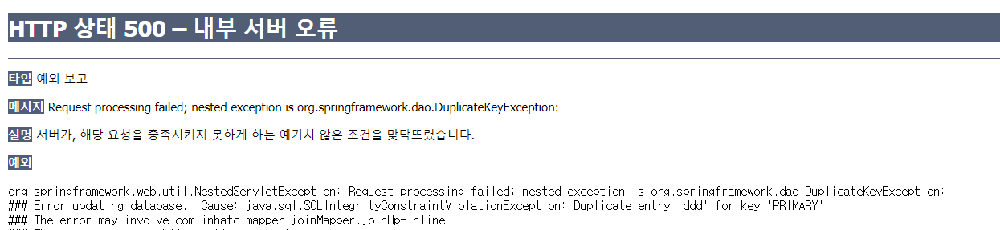 HTTP 상태 500 – 내부 서버 오류
타입 예외 보고
메시지 Request processing failed; nested exception is org.springframework.dao.DuplicateKeyException:
설명 서버가, 해당 요청을 충족시키지 못하게 하는 예기치 않은 조건을 맞닥뜨렸습니다.
예외
org.springframework.web.util.NestedServletException: Request processing failed; nested exception is org.springframework.dao.DuplicateKeyException:
### Error updating database.  Cause: java.sql.SQLIntegrityConstraintViolationException: Duplicate entry 'ddd' for key 'PRIMARY'
### The error may involve com.inhatc.mapper.joinMapper.joinUp-Inline